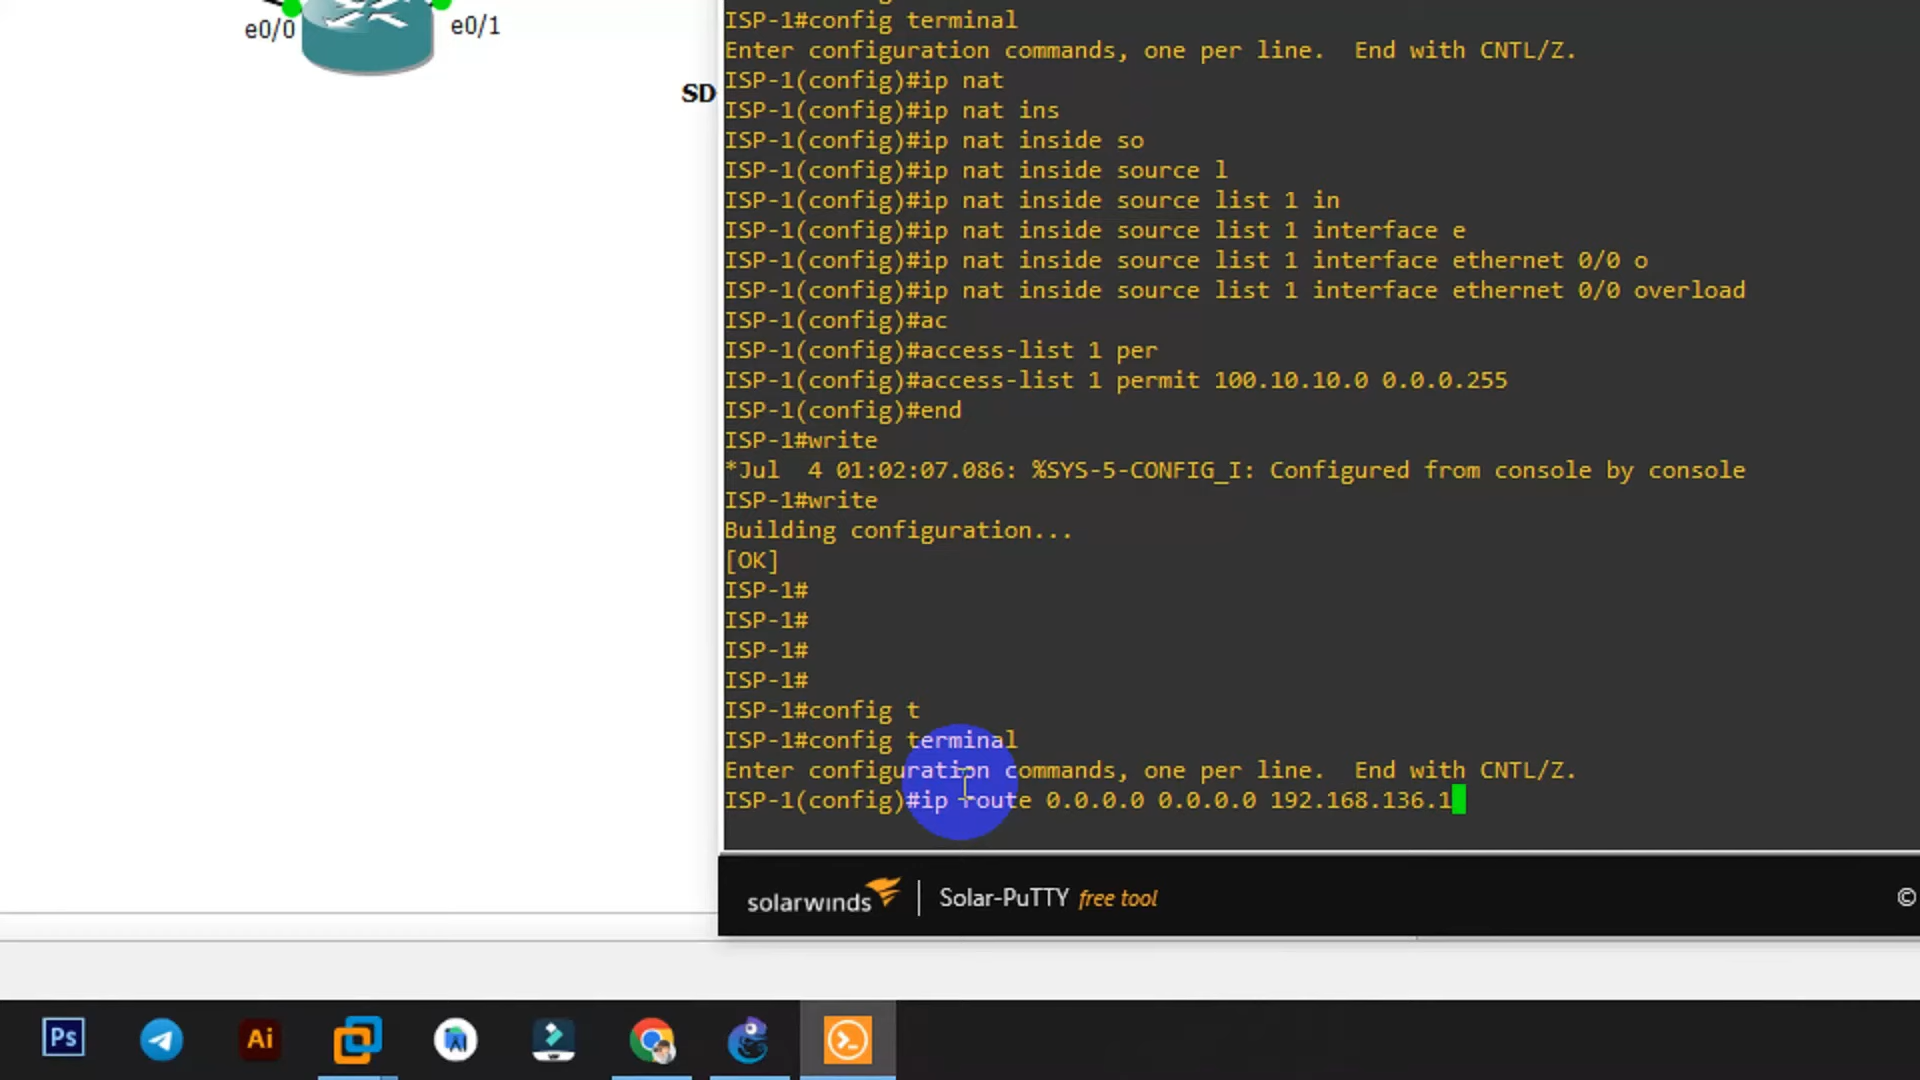 e0/0
e0/1
SD
ISP-1#config terminal
Enter configuration commands, one per line.  End with CNTL/Z.
ISP-1(config)#ip nat
ISP-1(config)#ip nat ins
ISP-1(config)#ip nat inside so
ISP-1(config)#ip nat inside source l
ISP-1(config)#ip nat inside source list 1 in
ISP-1(config)#ip nat inside source list 1 interface e
ISP-1(config)#ip nat inside source list 1 interface ethernet 0/0 o
ISP-1(config)#ip nat inside source list 1 interface ethernet 0/0 overload
ISP-1(config)#ac
ISP-1(config)#access-list 1 per
ISP-1(config)#access-list 1 permit 100.10.10.0 0.0.0.255
ISP-1(config)#end
ISP-1#write
*Jul  4 01:02:07.086: %SYS-5-CONFIG_I: Configured from console by console
ISP-1#write
Building configuration...
[OK]
ISP-1#
ISP-1#
ISP-1#
ISP-1#
ISP-1#config t
ISP-1#config terminal
Enter configuration commands, one per line.  End with CNTL/Z.
ISP-1(config)#ip route 0.0.0.0 0.0.0.0 192.168.136.1
solarwinds | Solar-PuTTY free tool
©
Ps
Ai